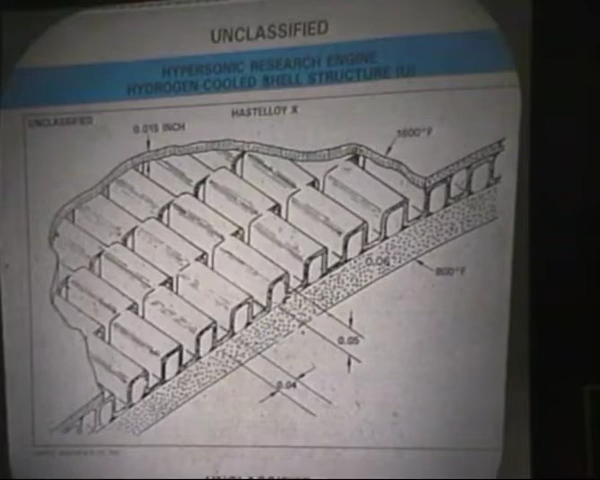 UNCLASSIFIED
HYPERSONIC RESEARCH ENGINE
HYDROGEN-COOLED SHELL STRUCTURE (U)
UNCLASSIFIED
HASTELLOY X
0.015 INCH
1600°F
0.06
800°F
0.05
0.04
UNCLASSIFIED